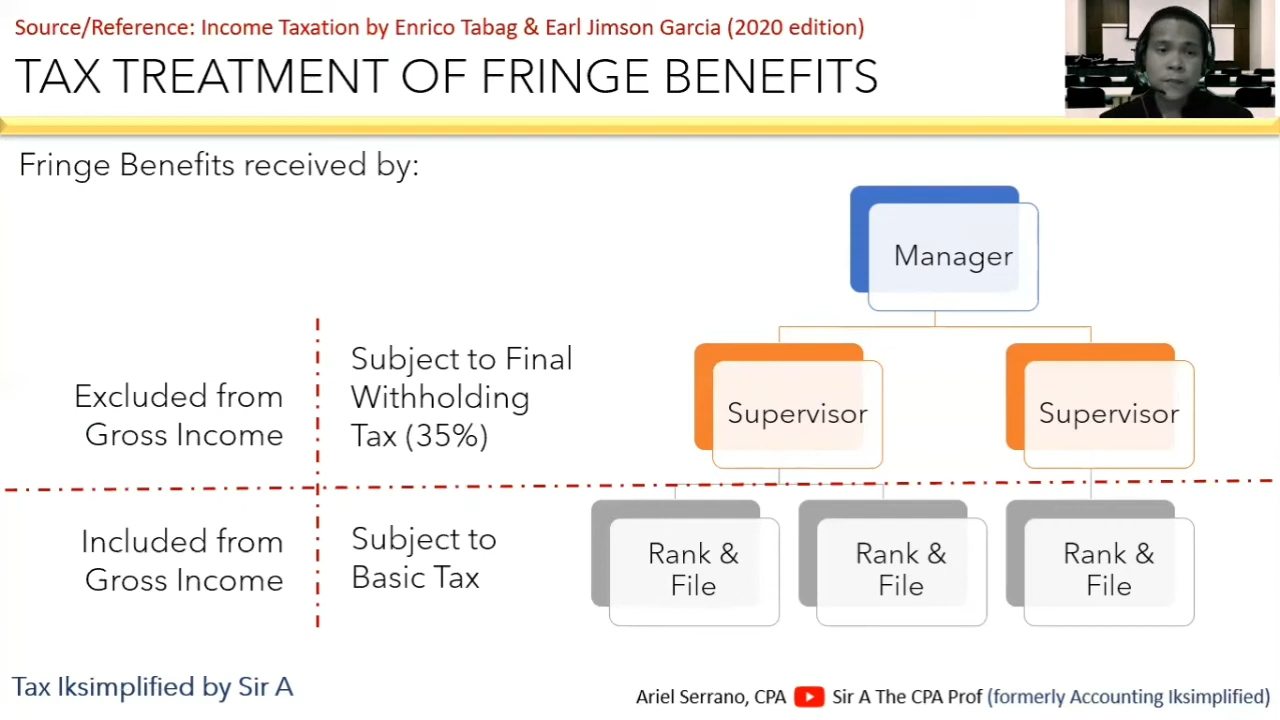 Source/Reference: Income Taxation by Enrico Tabag & Earl Jimson Garcia (2020 edition)
TAX TREATMENT OF FRINGE BENEFITS
Fringe Benefits received by:
Manager
Subject to Final
Withholding
Tax (35%)
Excluded from
Gross Income
Supervisor
Supervisor
Included from
Gross Income
Subject to
Basic Tax
Rank &
File
Rank &
File
Rank &
File
Tax Iksimplified by Sir A
Ariel Serrano, CPA Sir A The CPA Prof (formerly Accounting Iksimplified)